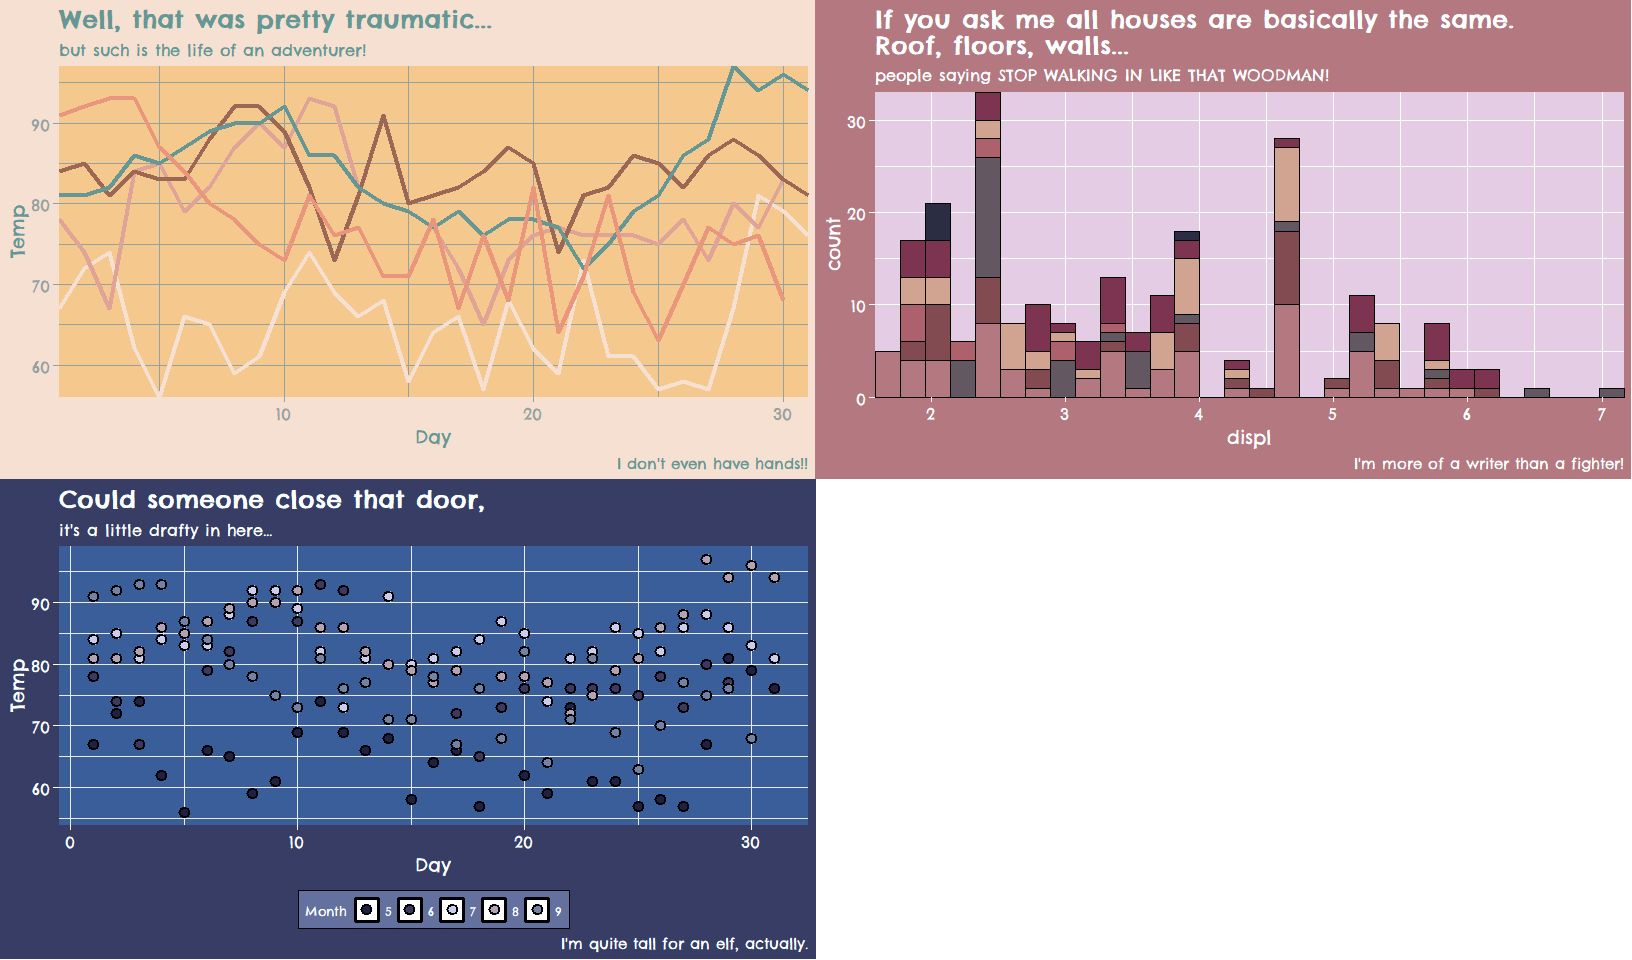 Well, that was pretty traumatic...
but such is the life of an adventurer!
Temp
90
80
70
60
10
20
30
Day
I don't even have hands!!
If you ask me all houses are basically the same.
Roof, floors, walls...
people saying STOP WALKING IN LIKE THAT WOODMAN!
count
30
20
10
0
2
3
4
5
6
7
displ
I'm more of a writer than a fighter!
Could someone close that door,
it's a little drafty in here...
Temp
90
80
70
60
0
10
20
30
Day
Month 5 6 7 8 9
I'm quite tall for an elf, actually.